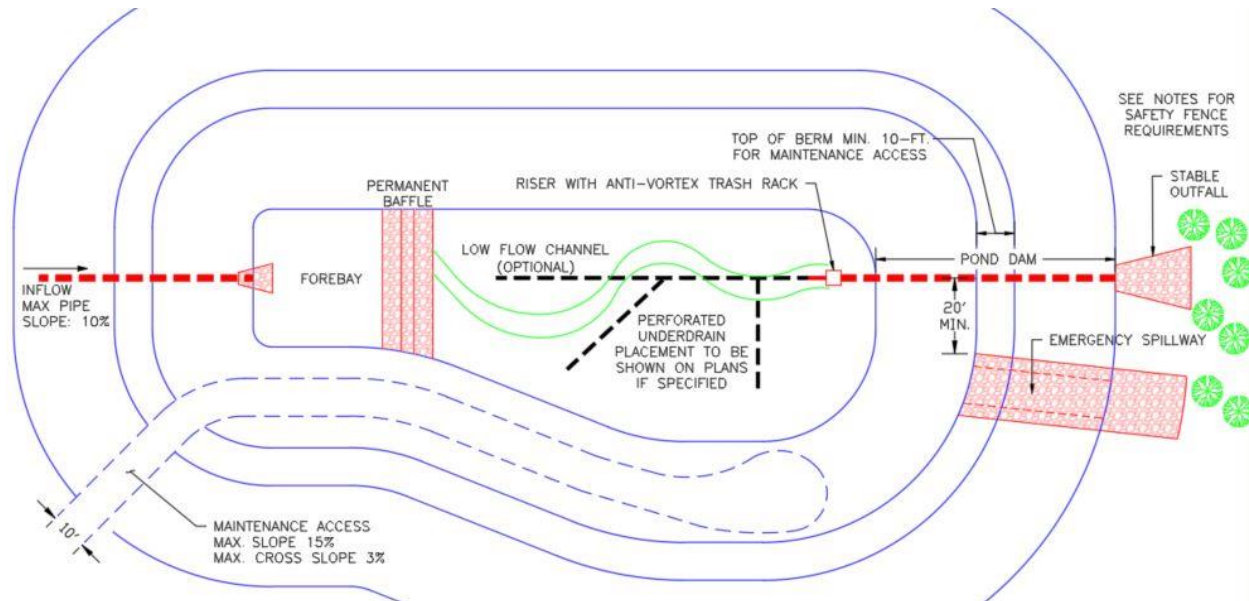 SEE NOTES FOR
SAFETY FENCE
REQUIREMENTS
TOP OF BERM MIN. 10-FT.
FOR MAINTENANCE ACCESS
STABLE
OUTFALL
RISER WITH ANTI-VORTEX TRASH RACK
PERMANENT
BAFFLE
LOW FLOW CHANNEL
(OPTIONAL)
POND DAM
FOREBAY
INFLOW
MAX PIPE
SLOPE: 10%
20'
MIN.
PERFORATED
UNDERDRAIN
PLACEMENT TO BE
SHOWN ON PLANS
IF SPECIFIED
EMERGENCY SPILLWAY
10'
MAINTENANCE ACCESS
MAX. SLOPE 15%
MAX. CROSS SLOPE 3%